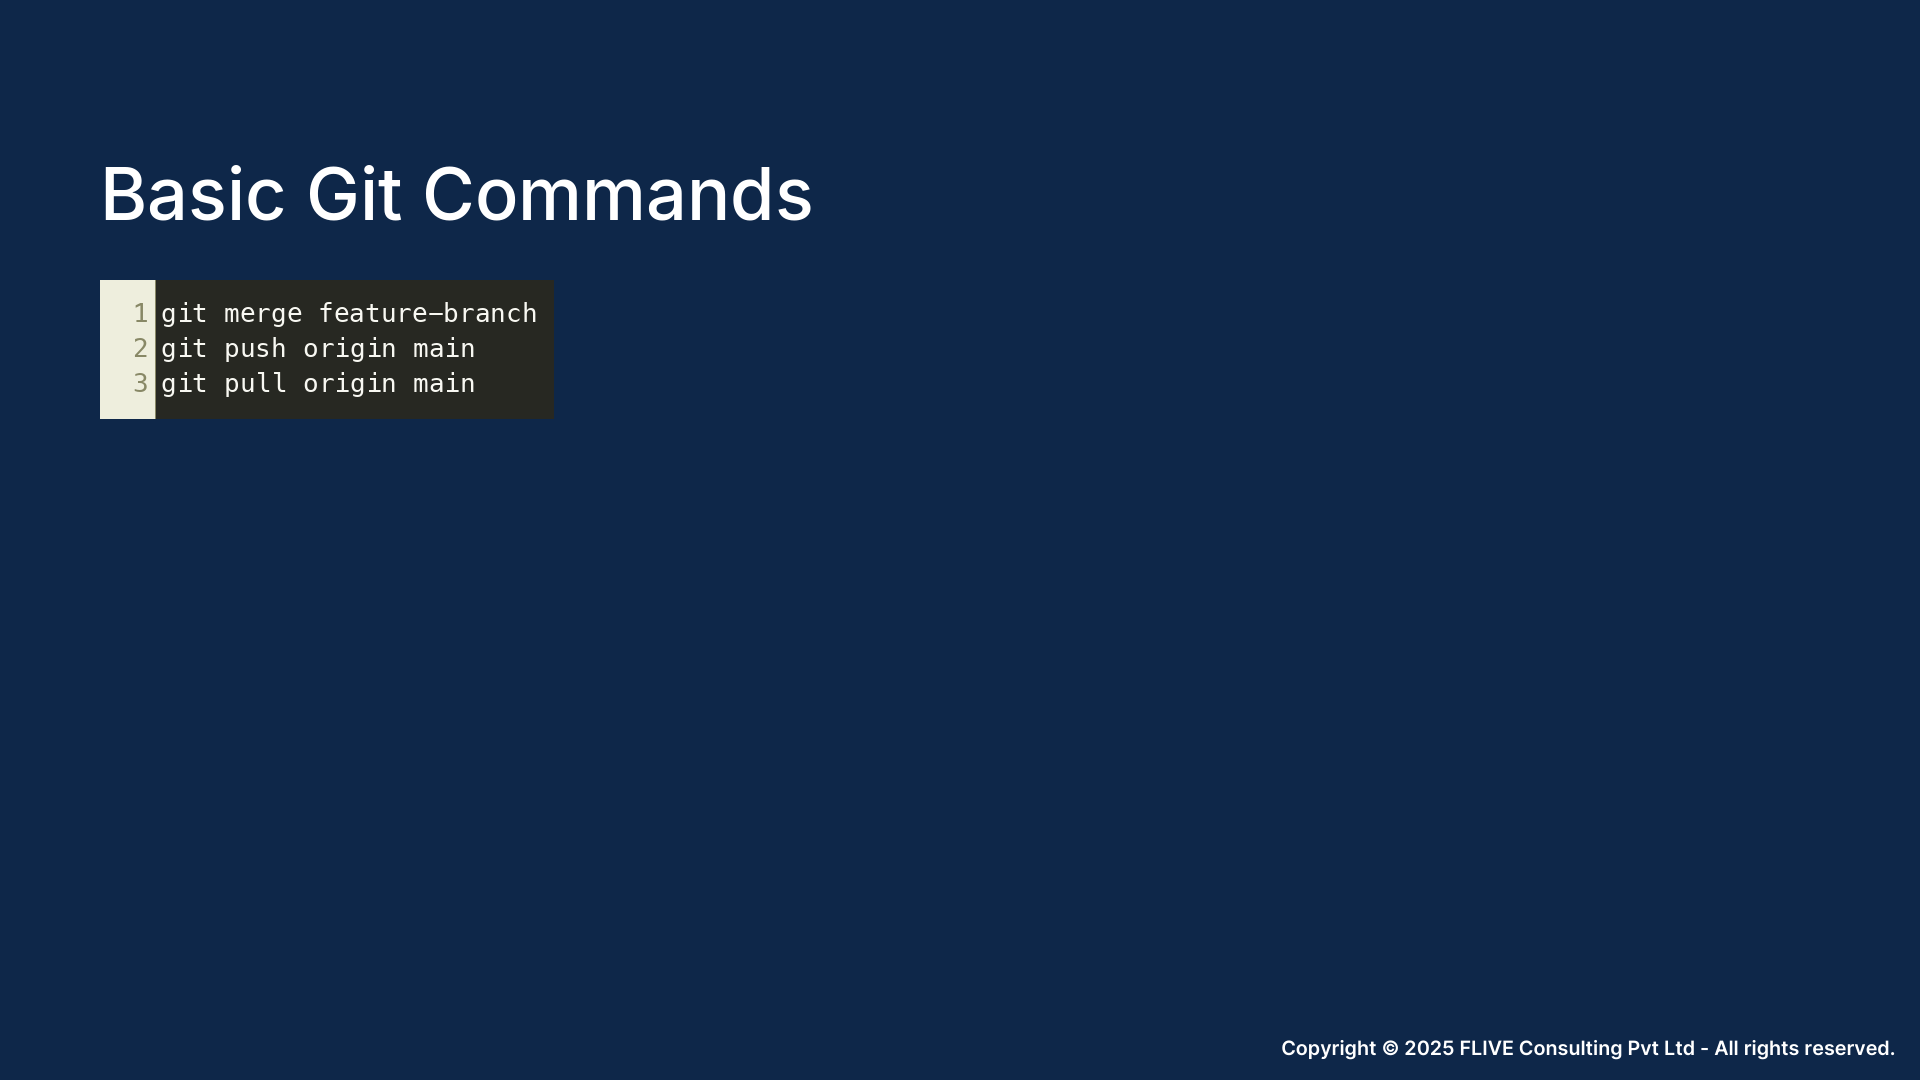 Basic Git Commands
1 git merge feature-branch
2 git push origin main
3 git pull origin main
Copyright © 2025 FLIVE Consulting Pvt Ltd - All rights reserved.